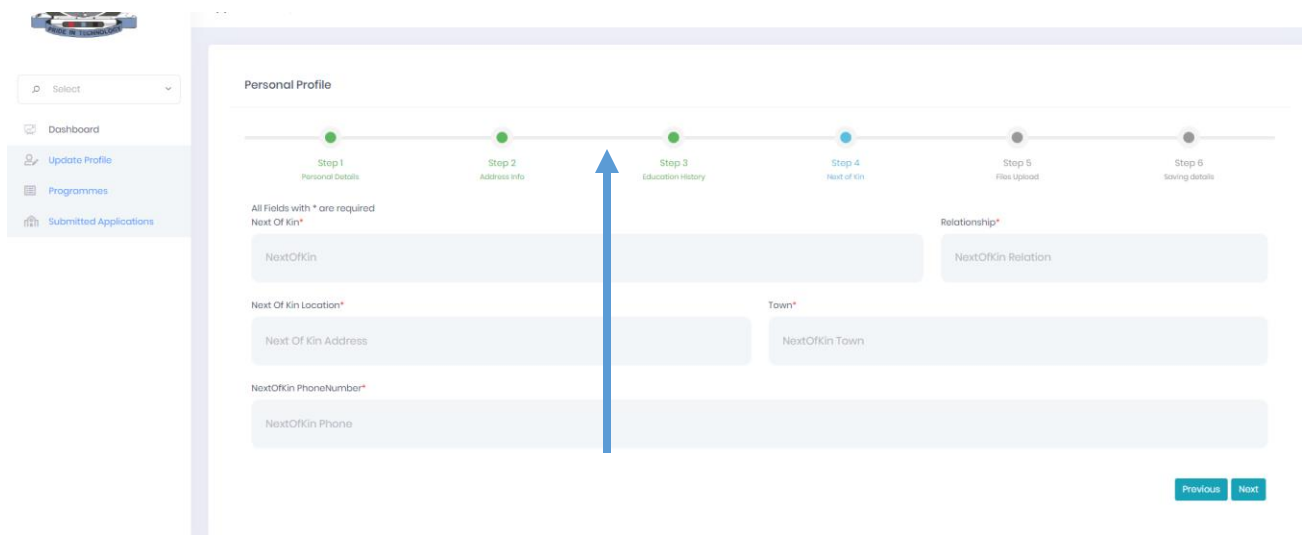 PRIDE IN TECHNOLOGY
Select
Personal Profile
Dashboard
Update Profile
Programmes
Submitted Applications
Step 1 Step 2 Step 3 Step 4 Step 5 Step 6
Personal Details Address Info Education History Next of Kin Files Upload Saving details
All Fields with * are required
Next Of Kin* Relationship*
NextOfKin NextOfKin Relation
Next Of Kin Location* Town*
Next Of Kin Address NextOfKin Town
NextOfKin PhoneNumber*
NextOfKin Phone
Previous Next